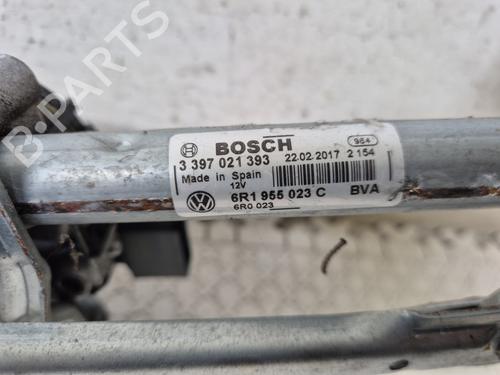 B-PARTS
BOSCH 984
3 397 021 393 22.02.2017 2 154
Made in Spain
12V
6R1 955 023 C BVA
6R0 023